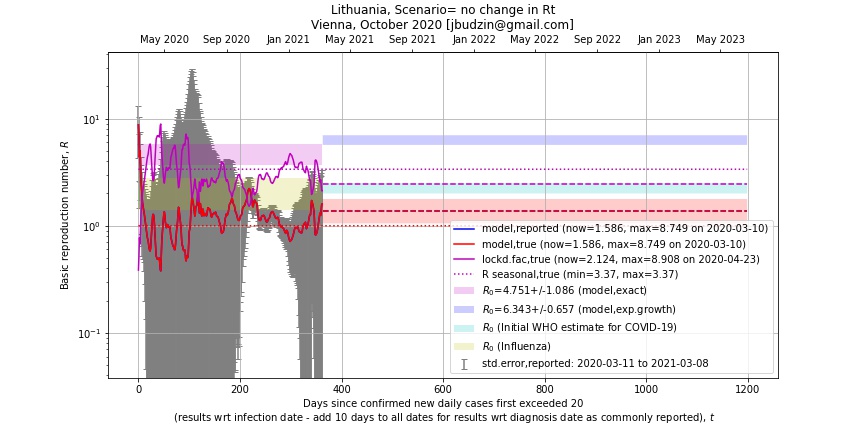 Lithuania, Scenario= no change in Rt
Vienna, October 2020 [jbudzin@gmail.com]
May 2020 Sep 2020 Jan 2021 May 2021 Sep 2021 Jan 2022 May 2022 Sep 2022 Jan 2023 May 2023
Basic reproduction number, R
10¹
10⁰
10⁻¹
model,reported (now=1.586, max=8.749 on 2020-03-10)
model,true (now=1.586, max=8.749 on 2020-03-10)
lockd.fac,true (now=2.124, max=8.908 on 2020-04-23)
R seasonal,true (min=3.37, max=3.37)
R₀=4.751+/-1.086 (model,exact)
R₀=6.343+/-0.657 (model,exp.growth)
R₀ (Initial WHO estimate for COVID-19)
R₀ (Influenza)
std.error,reported: 2020-03-11 to 2021-03-08
0 200 400 600 800 1000 1200
Days since confirmed new daily cases first exceeded 20
(results wrt infection date - add 10 days to all dates for results wrt diagnosis date as commonly reported), t